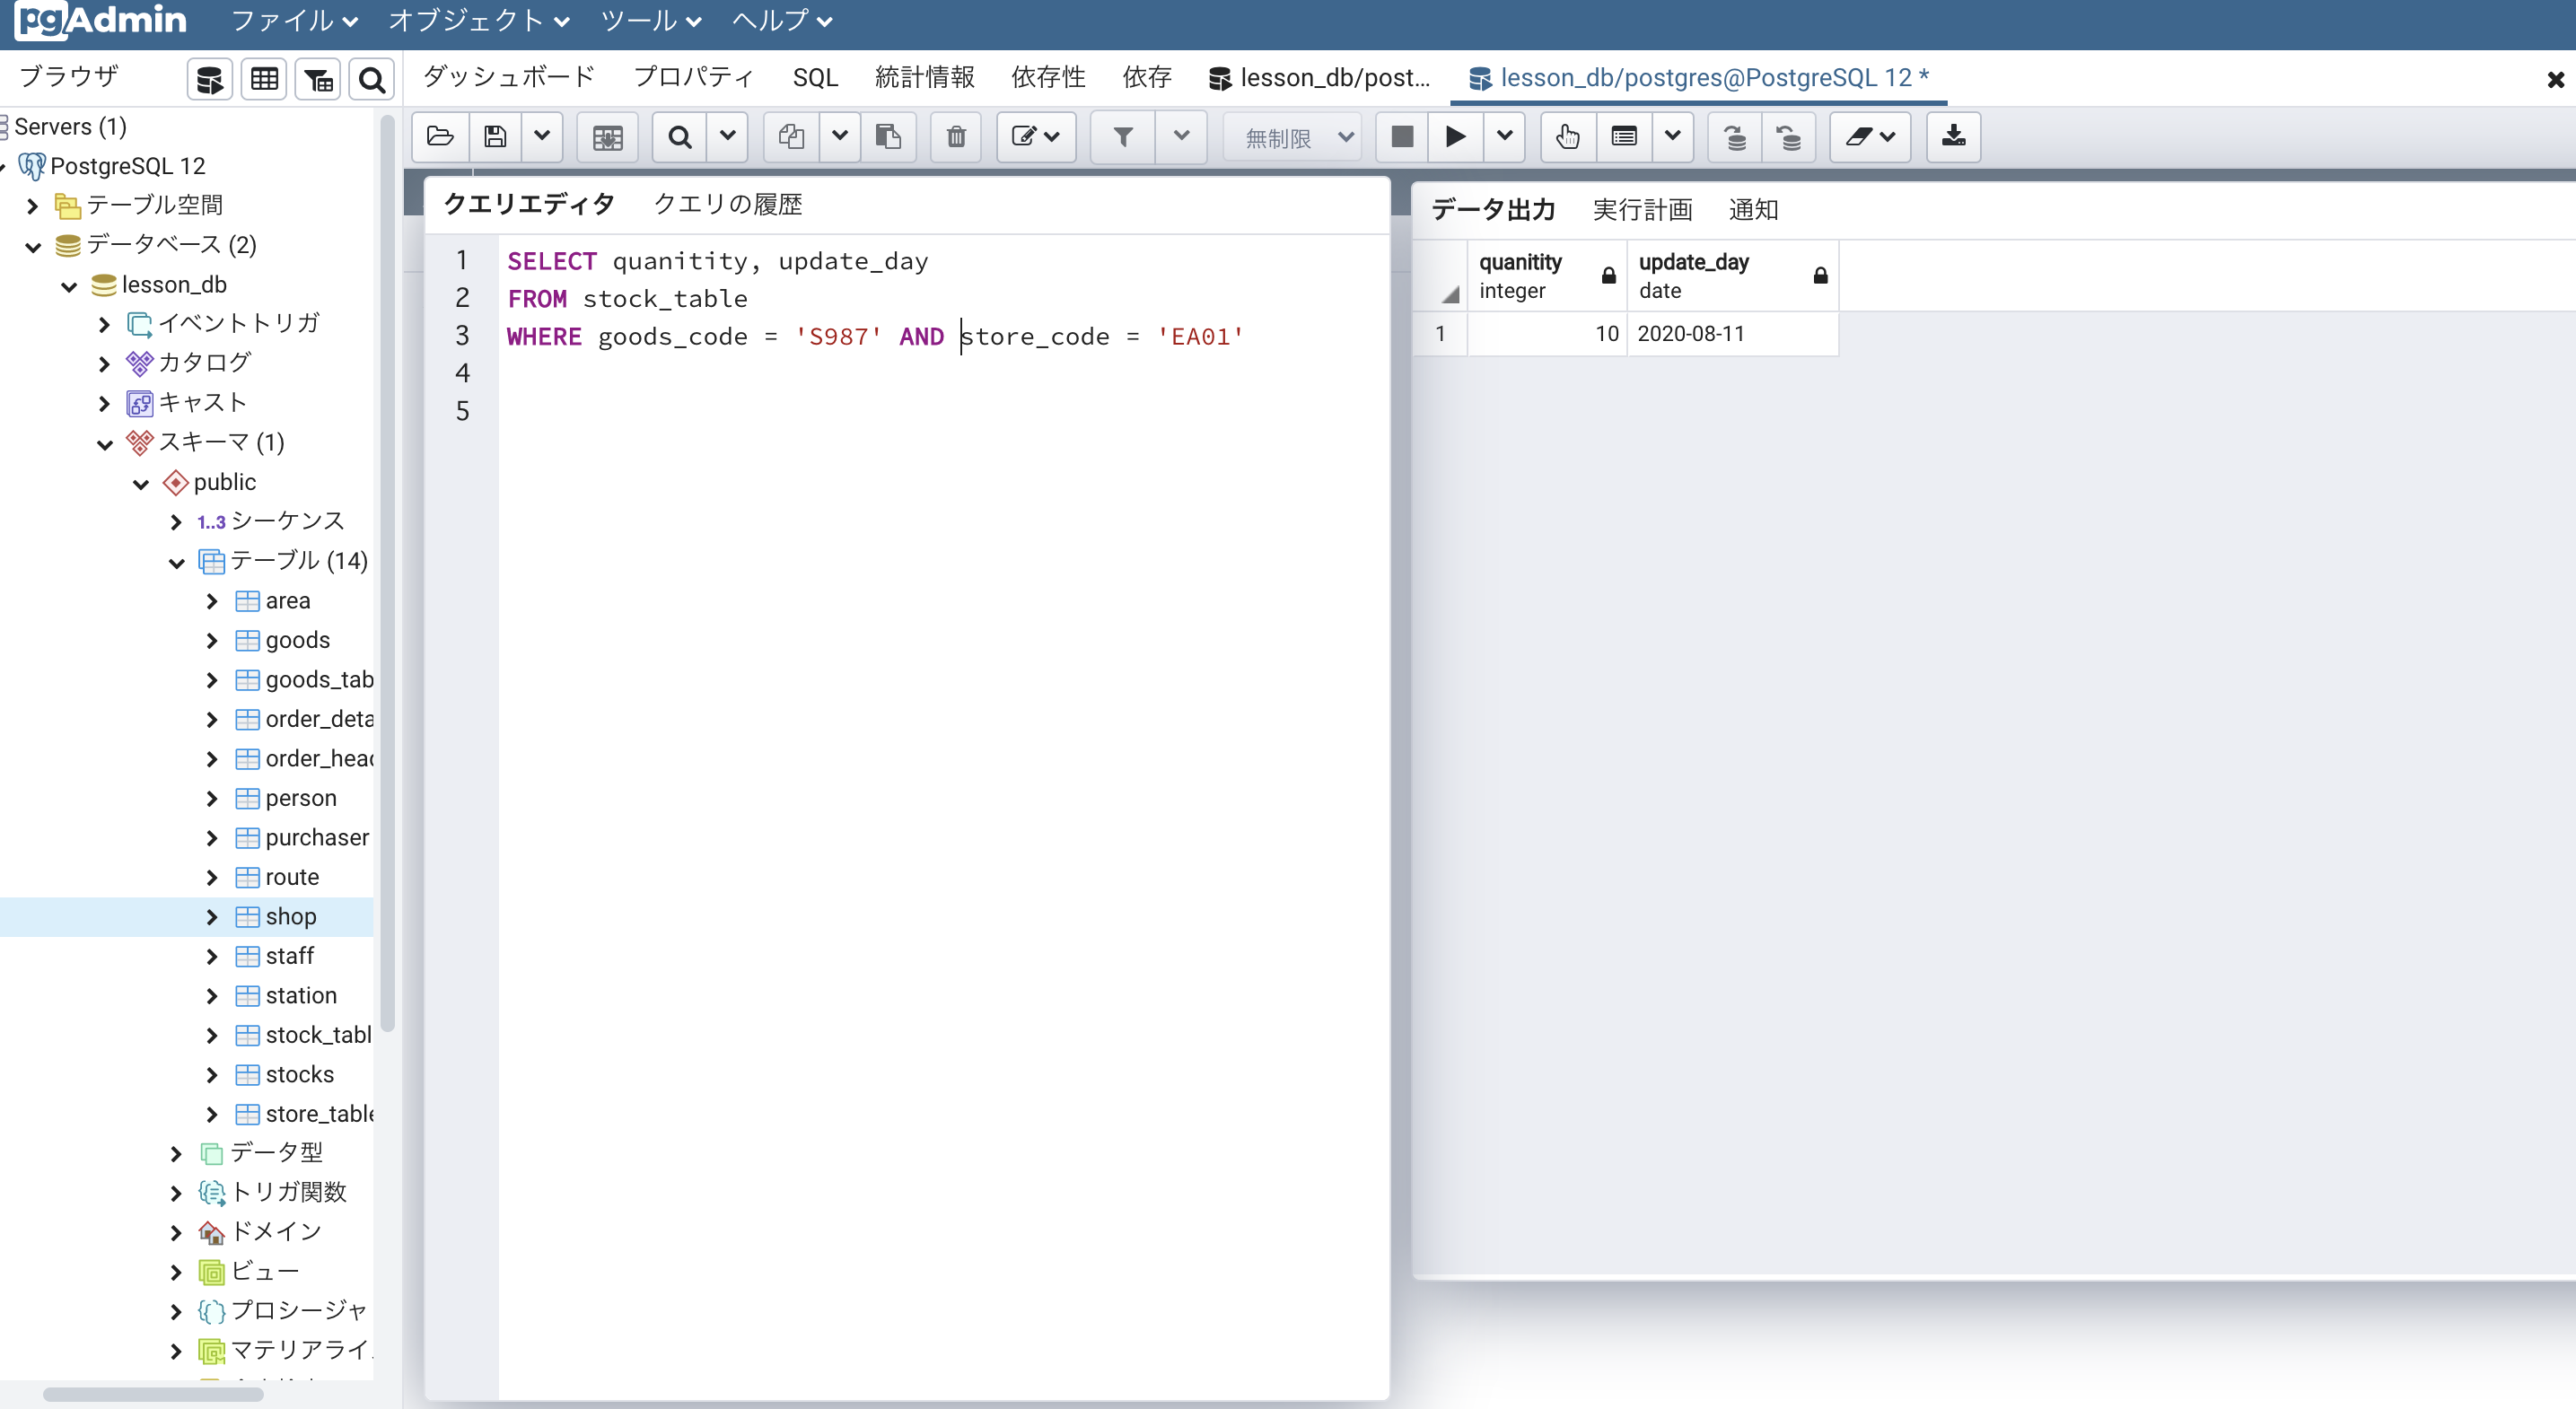 pgAdmin ファイル オブジェクト ツール ヘルプ
ブラウザ
ダッシュボード プロパティ SQL 統計情報 依存性 依存 lesson_db/post... lesson_db/postgres@PostgreSQL 12 *
無制限
Servers (1)
PostgreSQL 12
テーブル空間
データベース (2)
lesson_db
イベントトリガ
カタログ
キャスト
スキーマ (1)
public
1..3 シーケンス
テーブル (14)
area
goods
goods_tab
order_deta
order_head
person
purchaser
route
shop
staff
station
stock_tabl
stocks
store_table
データ型
トリガ関数
ドメイン
ビュー
プロシージャ
マテリアライ
クエリエディタ クエリの履歴
1 SELECT quanitity, update_day
2 FROM stock_table
3 WHERE goods_code = 'S987' AND store_code = 'EA01'
4
5
データ出力 実行計画 通知
quanitity update_day
integer date
1 10 2020-08-11